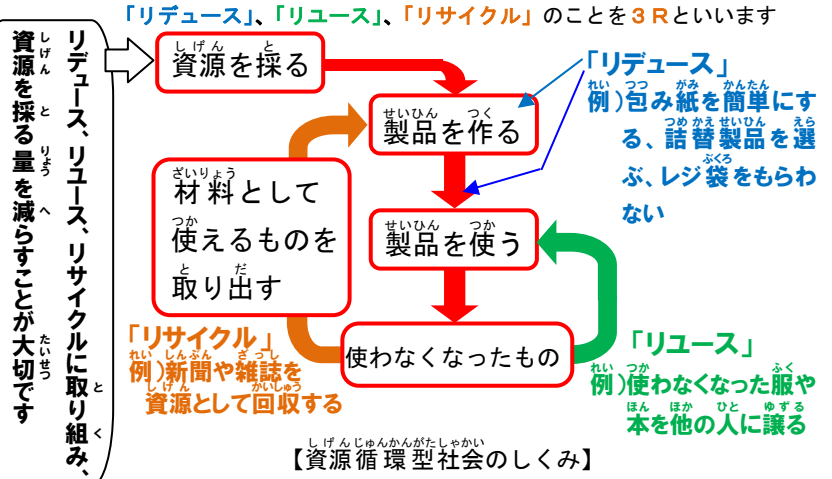 「リデュース」、「リユース」、「リサイクル」のことを３Ｒといいます
リデュース、リユース、リサイクルに取り組み、
資源を採る量を減らすことが大切です
資源を採る
製品を作る
製品を使う
使わなくなったもの
材料として
使えるものを
取り出す
「リデュース」
例）包み紙を簡単にす
る、詰替製品を選
ぶ、レジ袋をもらわ
ない
「リユース」
例）使わなくなった服や
本を他の人に譲る
「リサイクル」
例）新聞や雑誌を
資源として回収する
【資源循環型社会のしくみ】